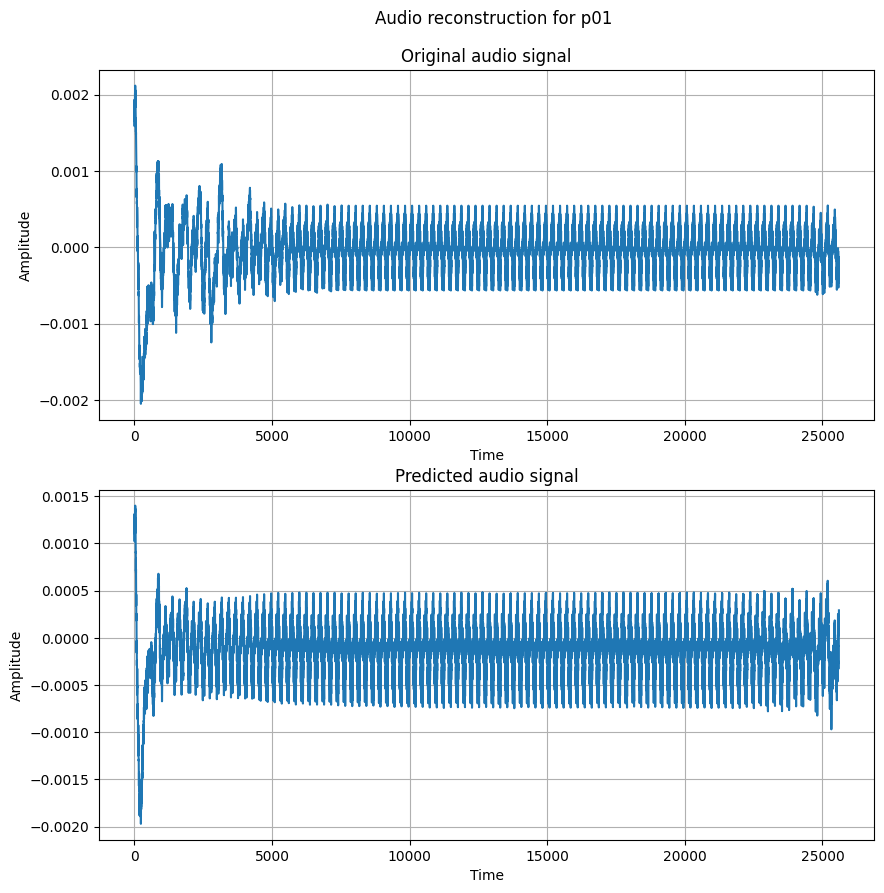 Audio reconstruction for p01
Original audio signal
0.002
0.001
0.000
−0.001
−0.002
Amplitude
0 5000 10000 15000 20000 25000
Time
Predicted audio signal
0.0015
0.0010
0.0005
0.0000
−0.0005
−0.0010
−0.0015
−0.0020
Amplitude
0 5000 10000 15000 20000 25000
Time